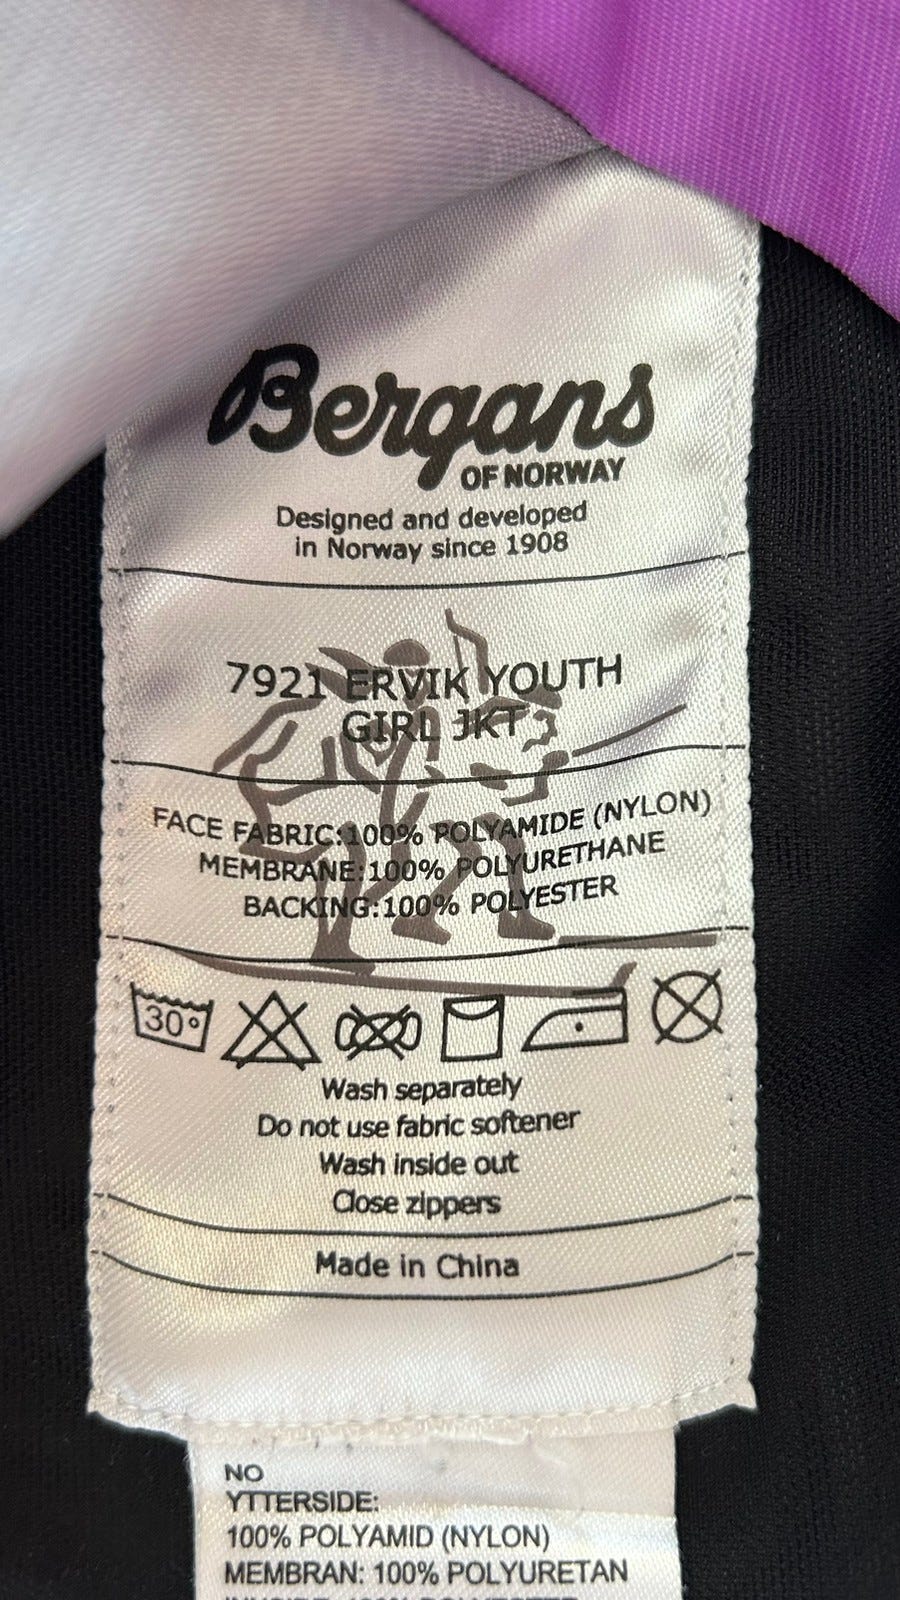 Bergans
OF NORWAY
Designed and developed
in Norway since 1908
7921 ERVIK YOUTH
GIRL JKT
FACE FABRIC:100% POLYAMIDE (NYLON)
MEMBRANE:100% POLYURETHANE
BACKING:100% POLYESTER
30°
Wash separately
Do not use fabric softener
Wash inside out
Close zippers
Made in China
NO
YTTERSIDE:
100% POLYAMID (NYLON)
MEMBRAN: 100% POLYURETAN